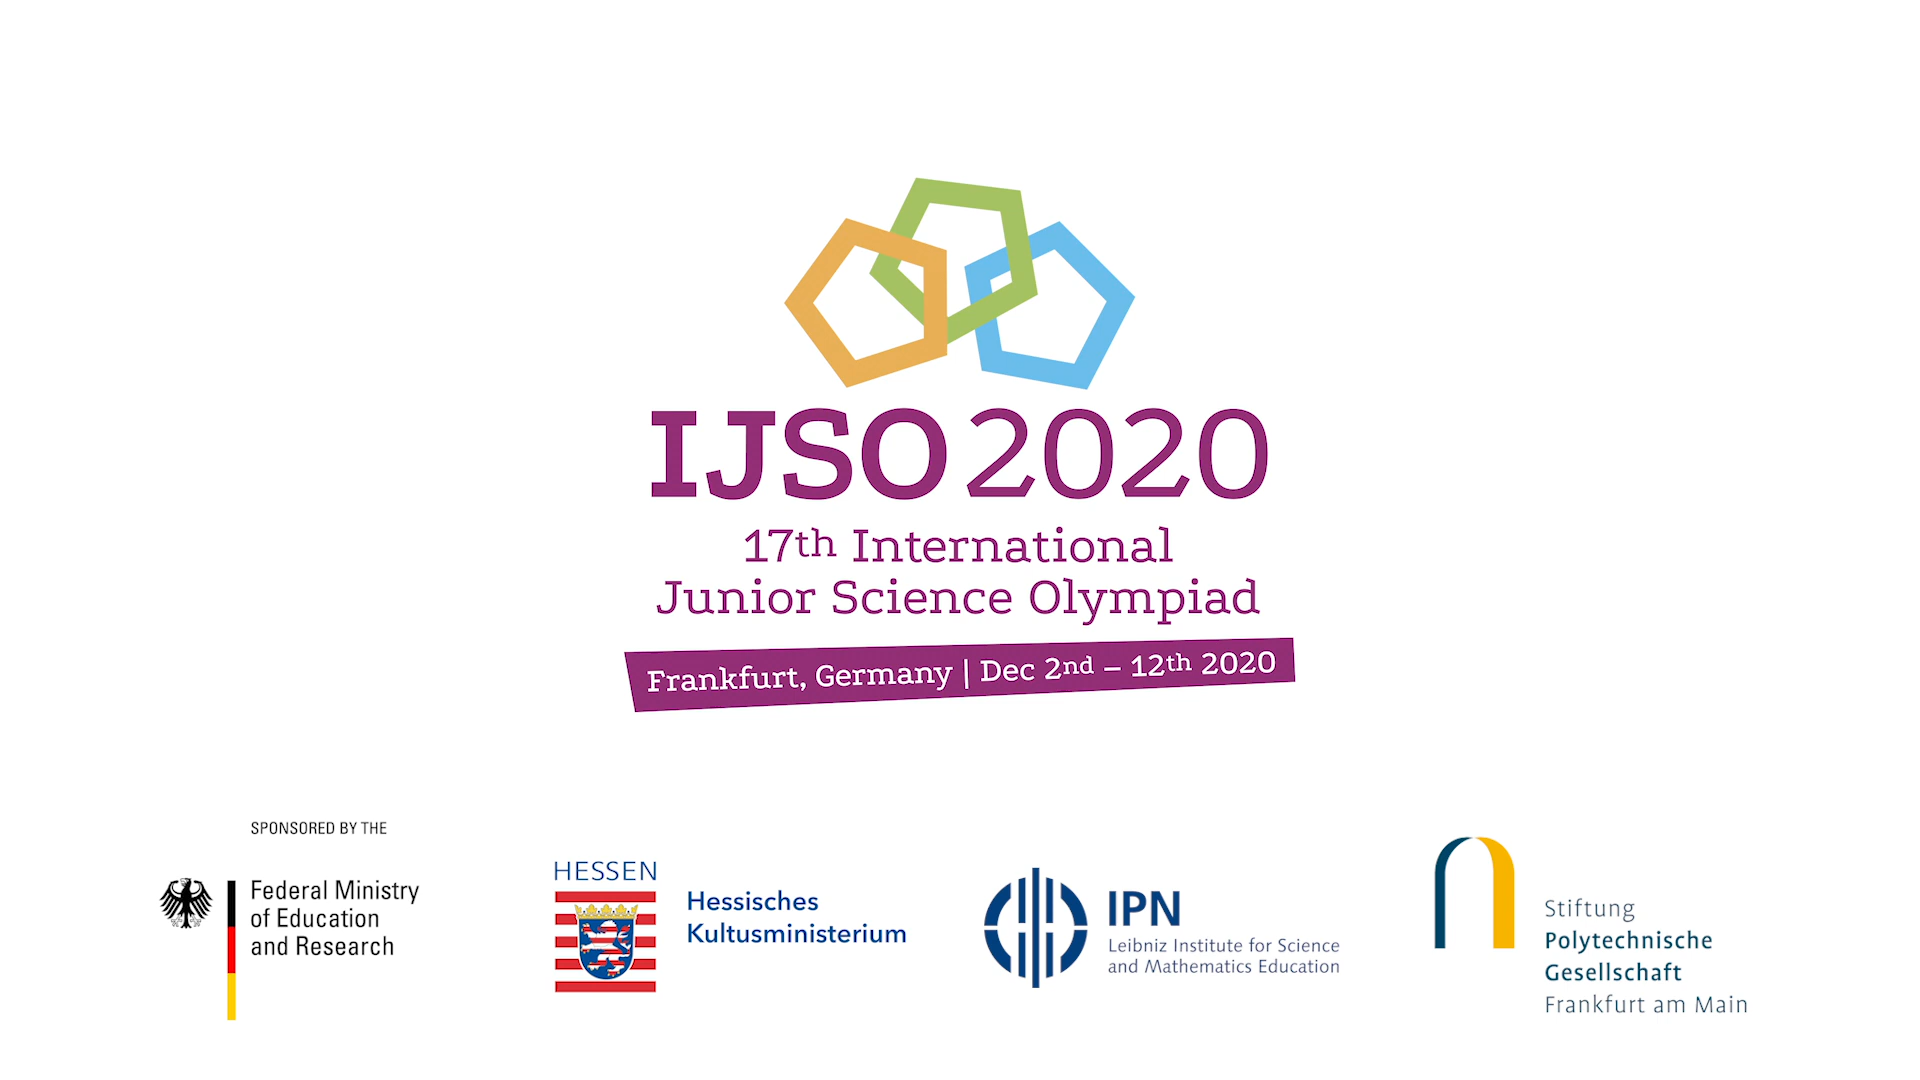 IJSO 2020
17th International
Junior Science Olympiad
Frankfurt, Germany | Dec 2nd – 12th 2020
SPONSORED BY THE
Federal Ministry
of Education
and Research
HESSEN
Hessisches
Kultusministerium
IPN
Leibniz Institute for Science
and Mathematics Education
Stiftung
Polytechnische
Gesellschaft
Frankfurt am Main